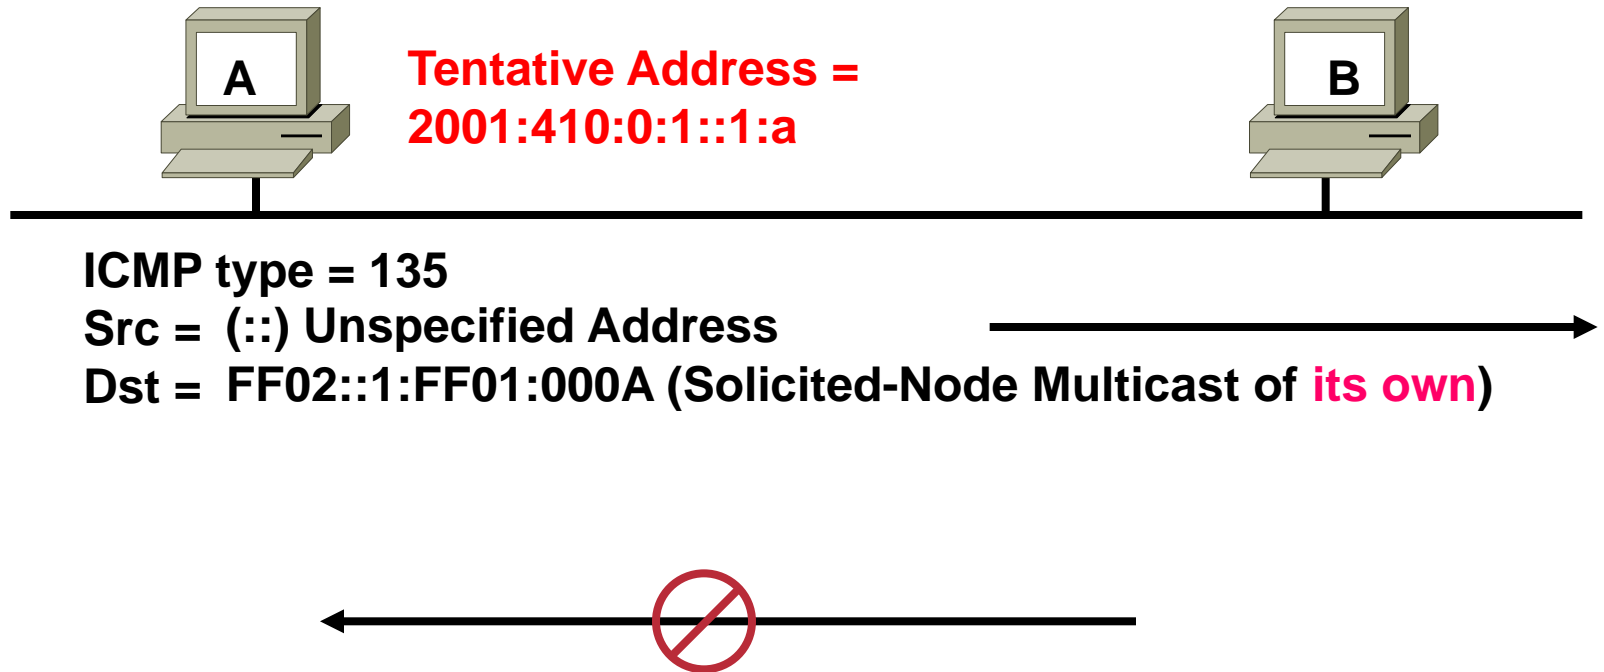 A
Tentative Address =
2001:410:0:1::1:a
B
ICMP type = 135
Src = (::) Unspecified Address
Dst = FF02::1:FF01:000A (Solicited-Node Multicast of its own)